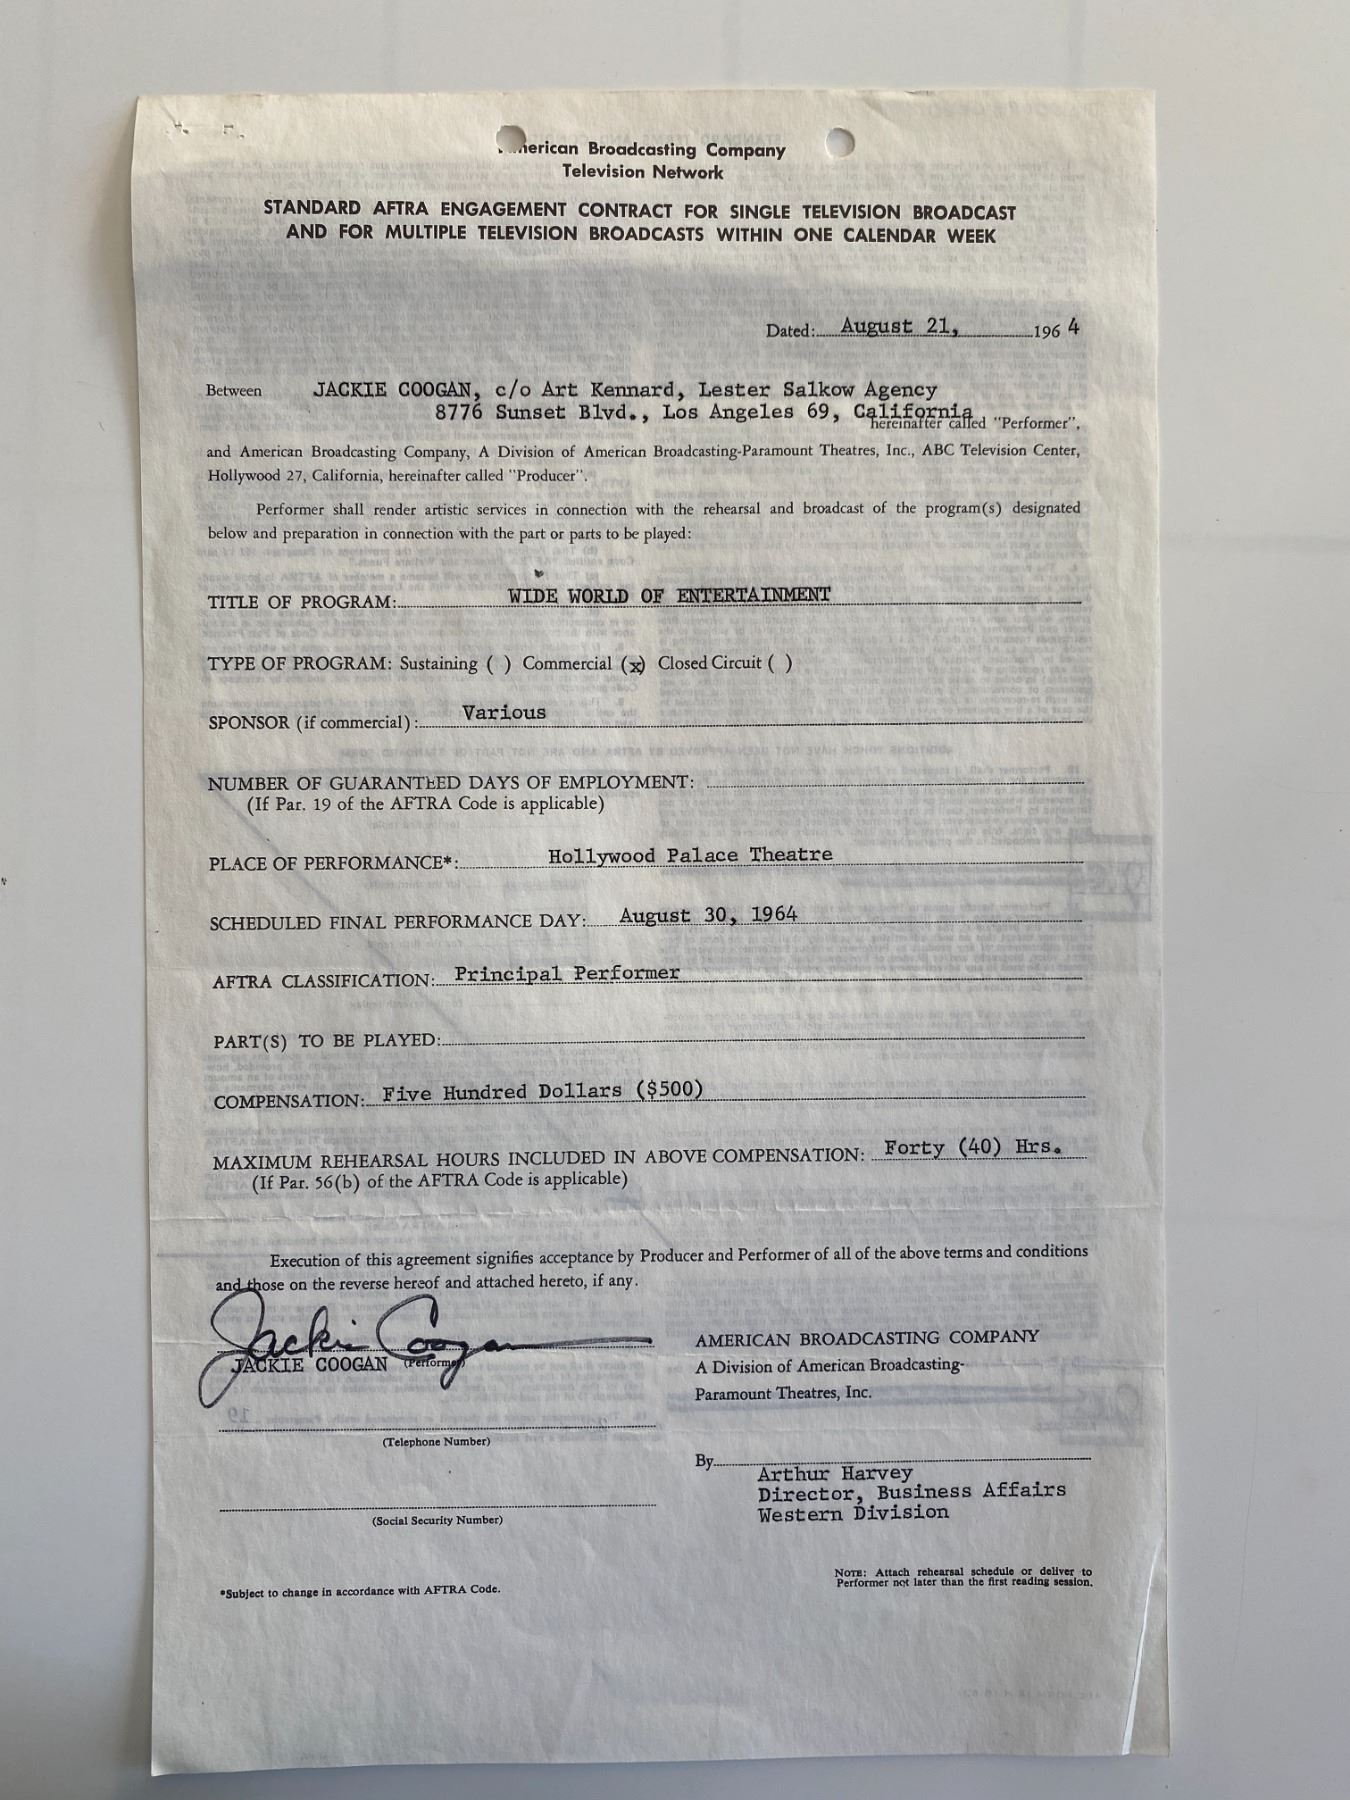 American Broadcasting Company
Television Network
STANDARD AFTRA ENGAGEMENT CONTRACT FOR SINGLE TELEVISION BROADCAST
AND FOR MULTIPLE TELEVISION BROADCASTS WITHIN ONE CALENDAR WEEK
Dated: August 21, 1964
Between JACKIE COOGAN, c/o Art Kennard, Lester Salkow Agency
8776 Sunset Blvd., Los Angeles 69, California
hereinafter called "Performer",
and American Broadcasting Company, A Division of American Broadcasting-Paramount Theatres, Inc., ABC Television Center,
Hollywood 27, California, hereinafter called "Producer".
Performer shall render artistic services in connection with the rehearsal and broadcast of the program(s) designated
below and preparation in connection with the part or parts to be played:
TITLE OF PROGRAM: WIDE WORLD OF ENTERTAINMENT
TYPE OF PROGRAM: Sustaining ( ) Commercial (x) Closed Circuit ( )
SPONSOR (if commercial): Various
NUMBER OF GUARANTEED DAYS OF EMPLOYMENT:
(If Par. 19 of the AFTRA Code is applicable)
PLACE OF PERFORMANCE*: Hollywood Palace Theatre
SCHEDULED FINAL PERFORMANCE DAY: August 30, 1964
AFTRA CLASSIFICATION: Principal Performer
PART(S) TO BE PLAYED:
COMPENSATION: Five Hundred Dollars ($500)
MAXIMUM REHEARSAL HOURS INCLUDED IN ABOVE COMPENSATION: Forty (40) Hrs.
(If Par. 56(b) of the AFTRA Code is applicable)
Execution of this agreement signifies acceptance by Producer and Performer of all of the above terms and conditions
and those on the reverse hereof and attached hereto, if any.
Jackie Coogan
JACKIE COOGAN (Performer)
(Telephone Number)
(Social Security Number)
AMERICAN BROADCASTING COMPANY
A Division of American Broadcasting-
Paramount Theatres, Inc.
By
Arthur Harvey
Director, Business Affairs
Western Division
*Subject to change in accordance with AFTRA Code.
NOTE: Attach rehearsal schedule or deliver to
Performer not later than the first reading session.